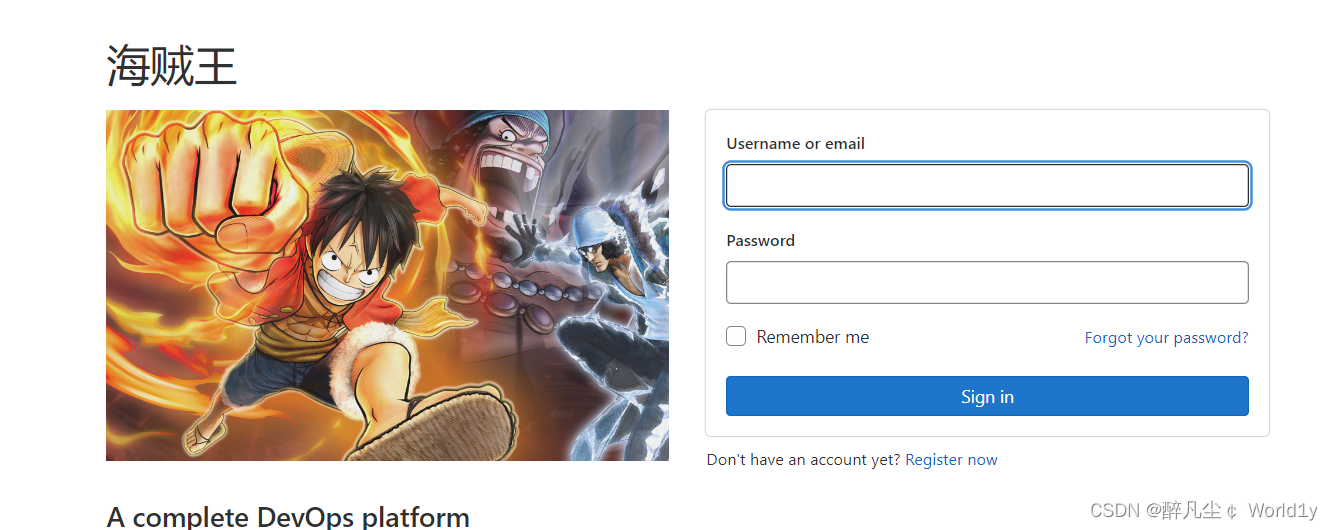 海贼王
Username or email
Password
Remember me
Forgot your password?
Sign in
Don't have an account yet? Register now
A complete DevOps platform
CSDN @醉凡尘￠ World1y